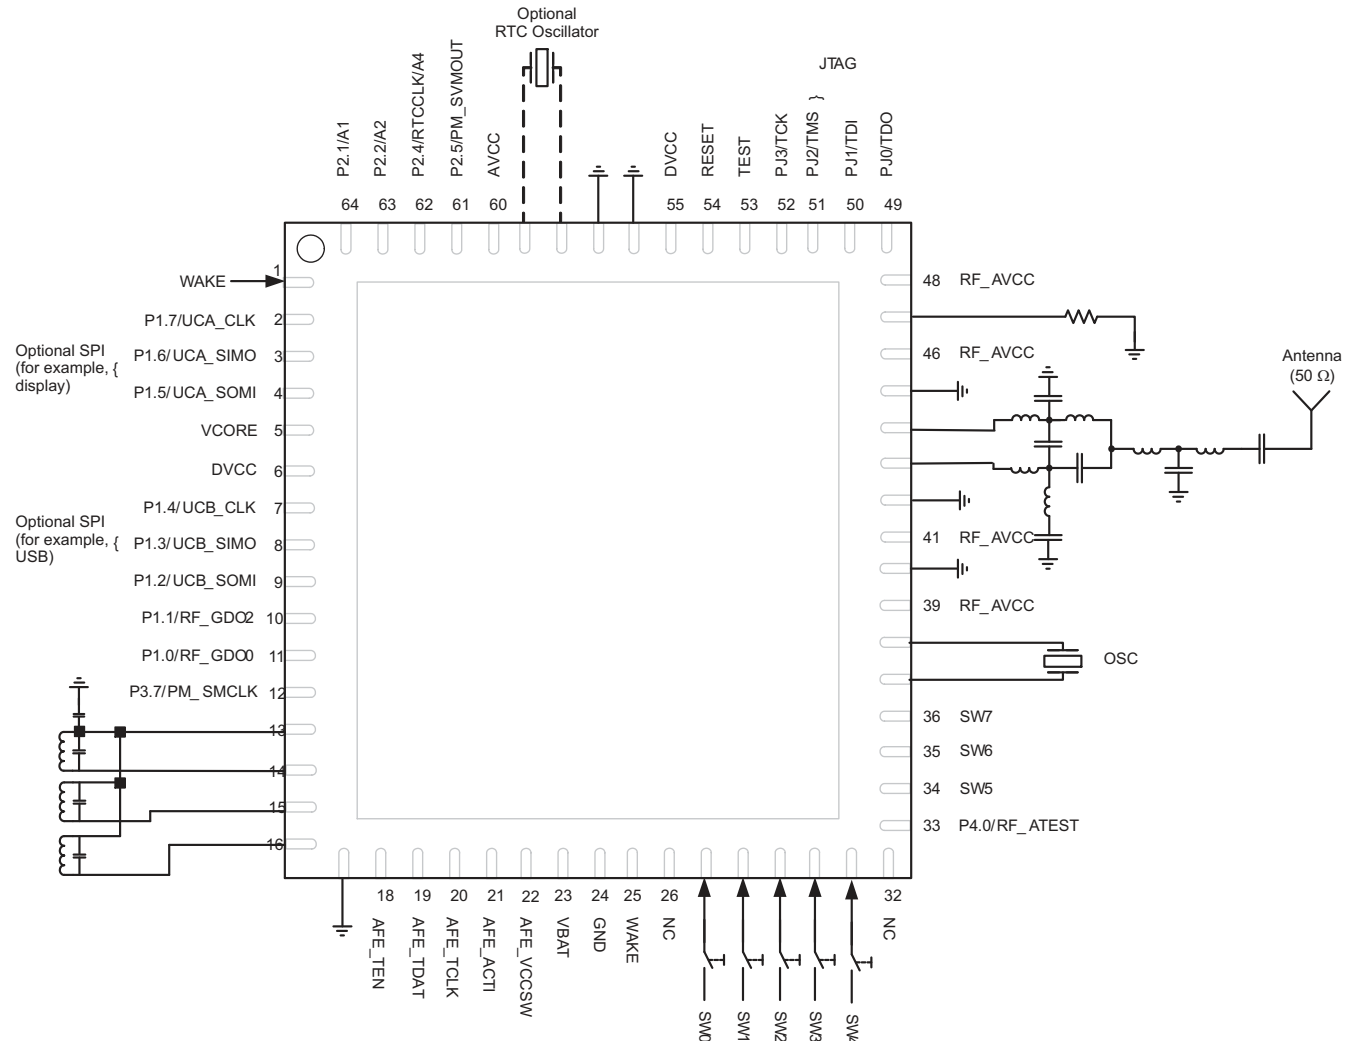 Optional
RTC Oscillator
JTAG
}
P2.1/A1
P2.2/A2
P2.4/RTCCLK/A4
P2.5/PM_SVMOUT
AVCC
DVCC
RESET
TEST
PJ3/TCK
PJ2/TMS
PJ1/TDI
PJ0/TDO
64 63 62 61 60 55 54 53 52 51 50 49
WAKE 1
P1.7/UCA_CLK 2
Optional SPI
(for example, {
display)
P1.6/UCA_SIMO 3
P1.5/UCA_SOMI 4
VCORE 5
DVCC 6
P1.4/UCB_CLK 7
Optional SPI
(for example, {
USB)
P1.3/UCB_SIMO 8
P1.2/UCB_SOMI 9
P1.1/RF_GDO2 10
P1.0/RF_GDO0 11
P3.7/PM_SMCLK 12
13
14
15
16
48 RF_AVCC
46 RF_AVCC
Antenna
(50 Ω)
41 RF_AVCC
39 RF_AVCC
OSC
36 SW7
35 SW6
34 SW5
33 P4.0/RF_ATEST
18 19 20 21 22 23 24 25 26 32
AFE_TEN
AFE_TDAT
AFE_TCLK
AFE_ACTI
AFE_VCCSW
VBAT
GND
WAKE
NC
NC
SW0
SW1
SW2
SW3
SW4